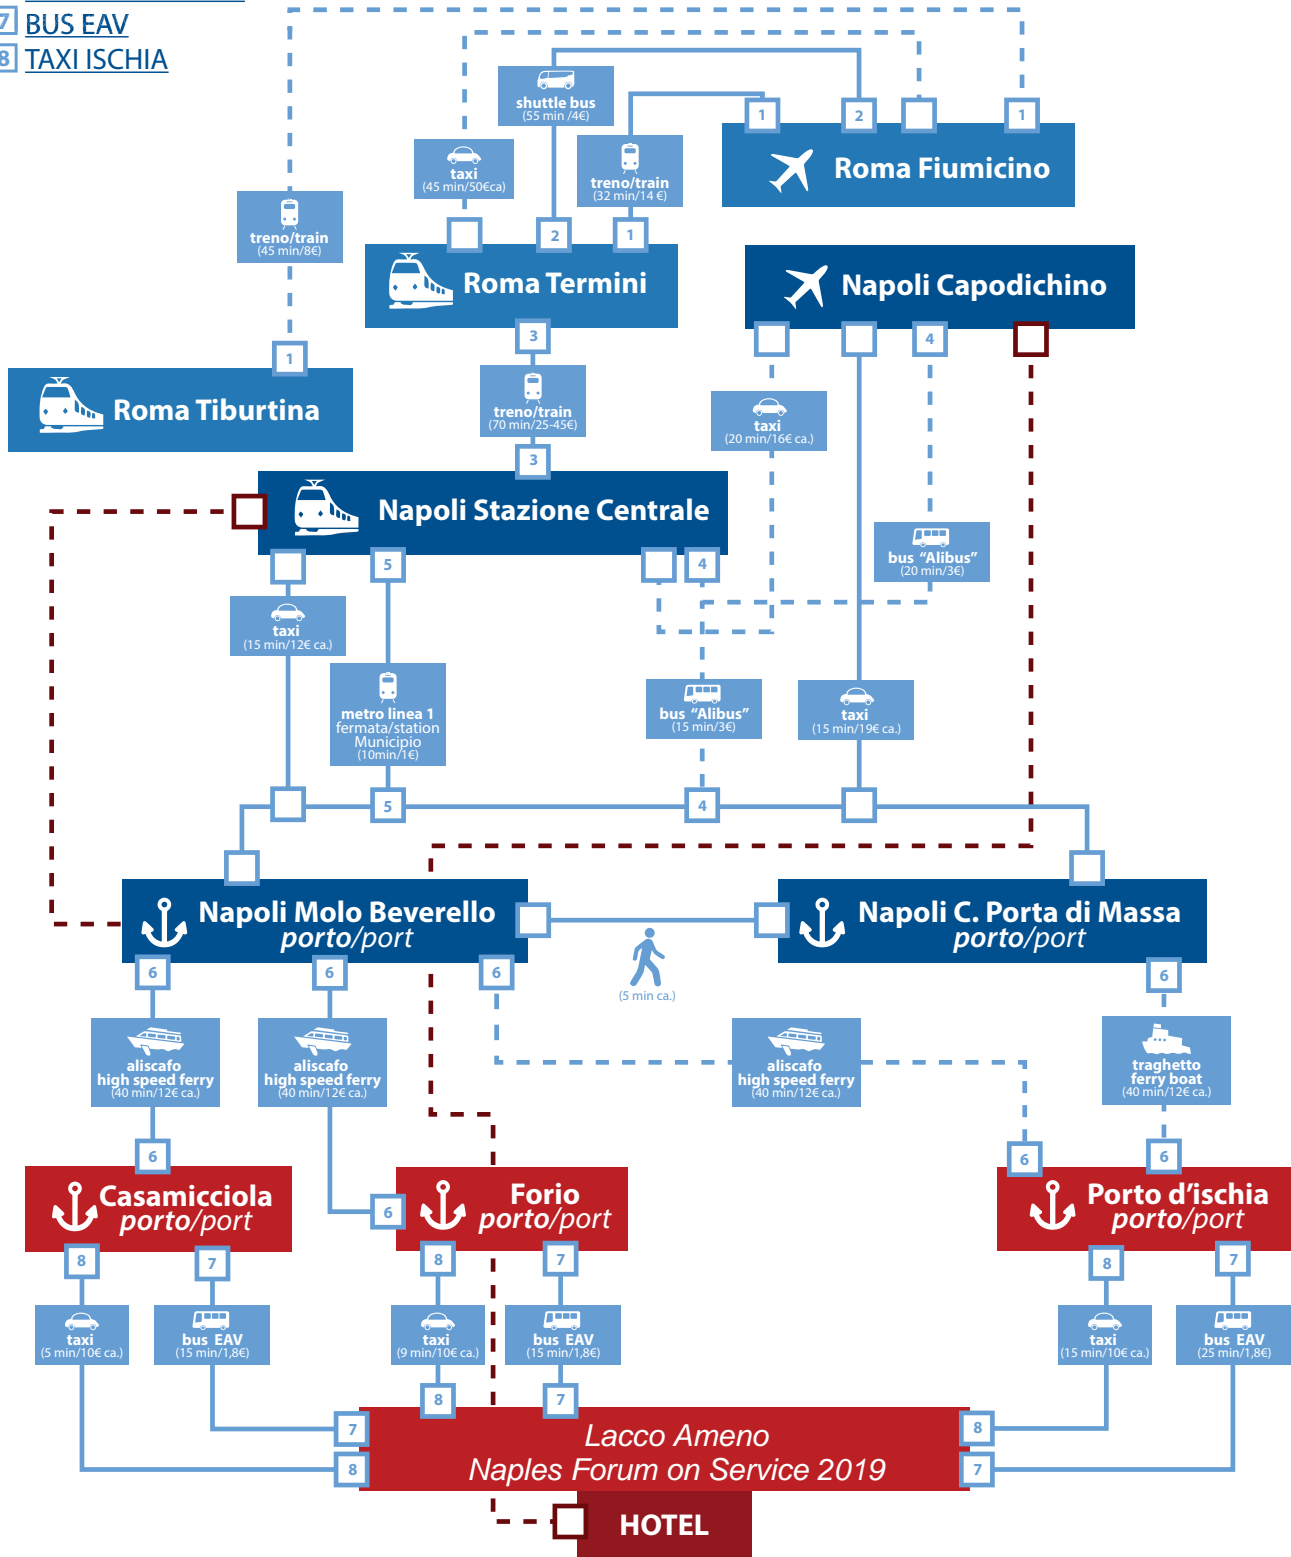 7 BUS EAV
8 TAXI ISCHIA
shuttle bus
(55 min /4€)
1
2
1
taxi
(45 min/50€ca)
treno/train
(32 min/14 €)
Roma Fiumicino
treno/train
(45 min/8€)
2
1
Roma Termini
Napoli Capodichino
3
4
1
treno/train
(70 min/25-45€)
Roma Tiburtina
taxi
(20 min/16€ ca.)
3
Napoli Stazione Centrale
bus “Alibus”
(20 min/3€)
5
4
taxi
(15 min/12€ ca.)
metro linea 1
fermata/station
Municipio
(10min/1€)
bus “Alibus”
(15 min/3€)
taxi
(15 min/19€ ca.)
5
4
Napoli Molo Beverello
porto/port
Napoli C. Porta di Massa
porto/port
6
6
6
(5 min ca.)
6
aliscafo
high speed ferry
(40 min/12€ ca.)
aliscafo
high speed ferry
(40 min/12€ ca.)
aliscafo
high speed ferry
(40 min/12€ ca.)
traghetto
ferry boat
(40 min/12€ ca.)
6
6
6
Casamicciola
porto/port
6
Forio
porto/port
Porto d’ischia
porto/port
8
7
8
7
8
7
taxi
(5 min/10€ ca.)
bus EAV
(15 min/1,8€)
taxi
(9 min/10€ ca.)
bus EAV
(15 min/1,8€)
taxi
(15 min/10€ ca.)
bus EAV
(25 min/1,8€)
8
7
7
8
Lacco Ameno
Naples Forum on Service 2019
8
7
HOTEL